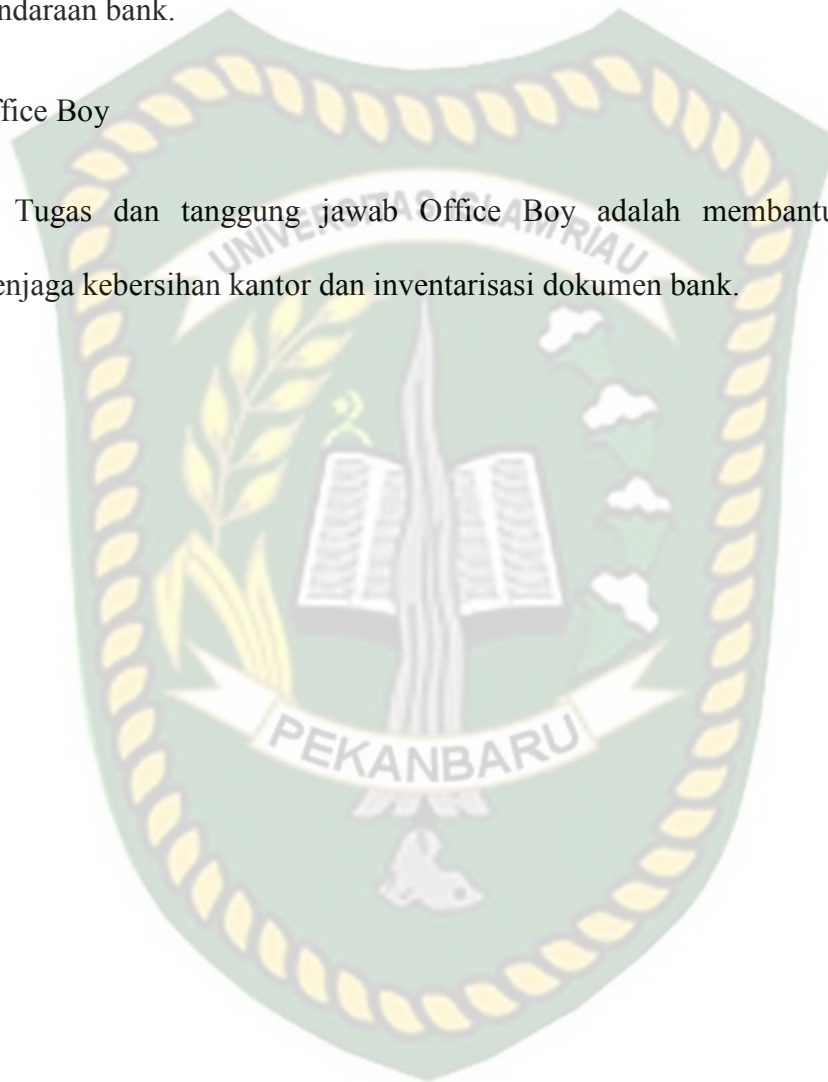 ndaraan bank.
ffice Boy
Tugas dan tanggung jawab Office Boy adalah membantu
enjaga kebersihan kantor dan inventarisasi dokumen bank.
UNIVERSITAS ISLAM RIAU
PEKANBARU